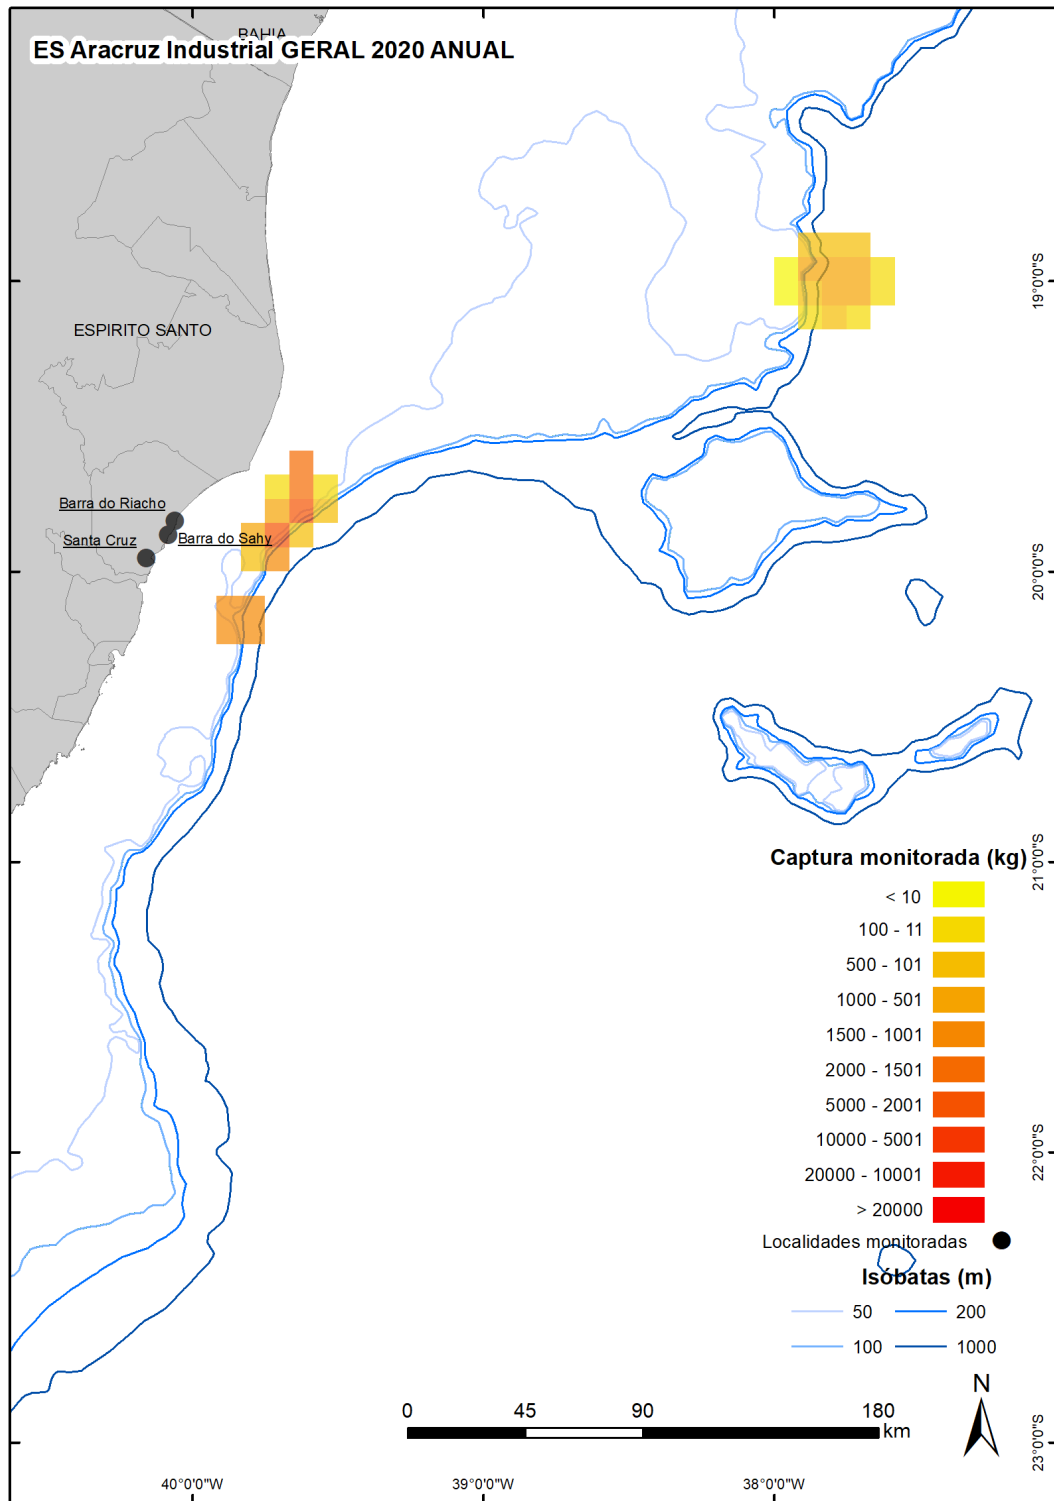 BAHIA
ES Aracruz Industrial GERAL 2020 ANUAL
19°0'0"S
ESPIRITO SANTO
Barra do Riacho
Santa Cruz
Barra do Sahy
20°0'0"S
Captura monitorada (kg)
21°0'0"S
< 10
100 - 11
500 - 101
1000 - 501
1500 - 1001
2000 - 1501
5000 - 2001
10000 - 5001
20000 - 10001
> 20000
22°0'0"S
Localidades monitoradas
Isóbatas (m)
50
200
100
1000
N
0
45
90
180
km
23°0'0"S
40°0'0"W
39°0'0"W
38°0'0"W